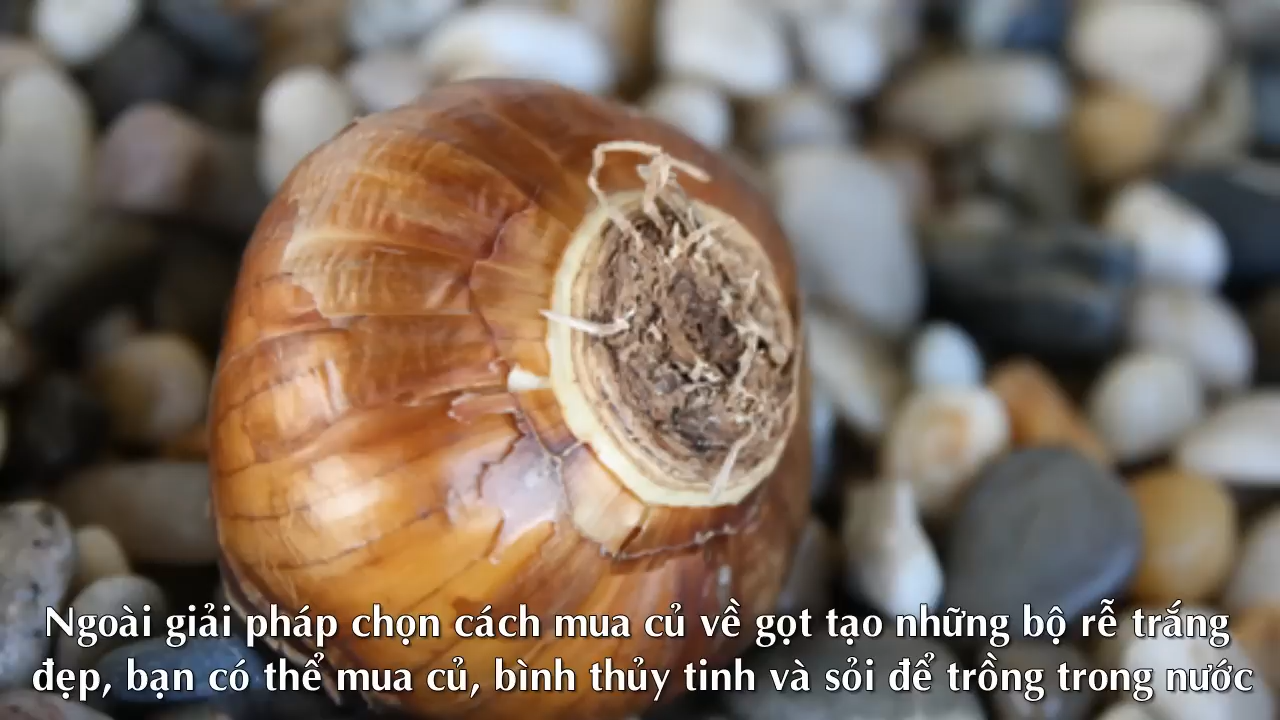 Ngoài giải pháp chọn cách mua củ về gọt tạo những bộ rễ trắng
đẹp, bạn có thể mua củ, bình thủy tinh và sỏi để trồng trong nước